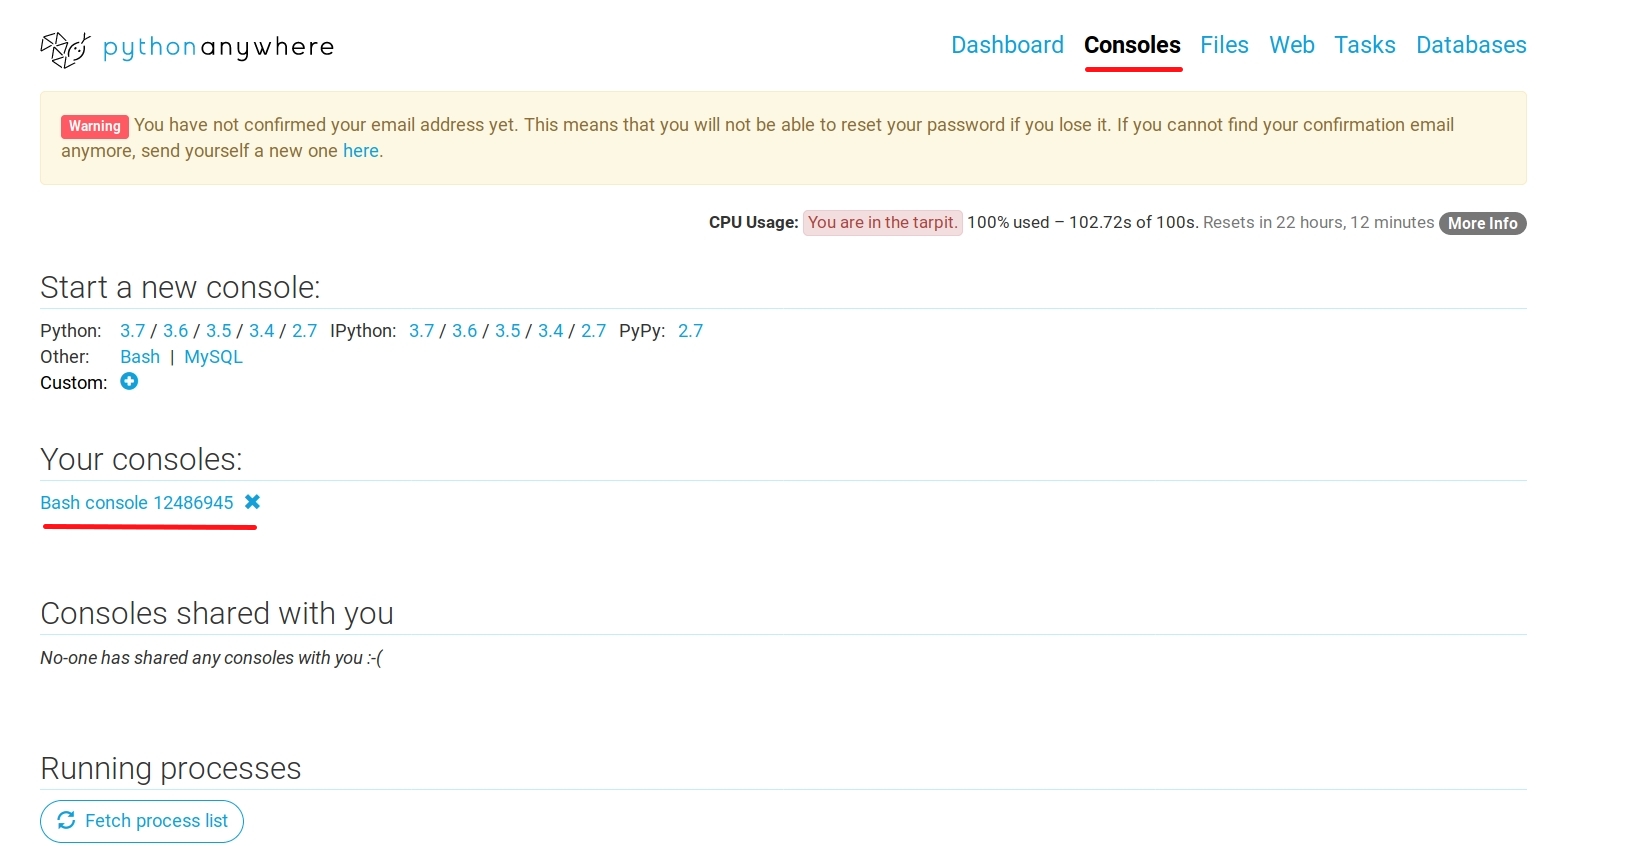 pythonanywhere
Dashboard Consoles Files Web Tasks Databases
Warning You have not confirmed your email address yet. This means that you will not be able to reset your password if you lose it. If you cannot find your confirmation email
anymore, send yourself a new one here.
CPU Usage: You are in the tarpit. 100% used – 102.72s of 100s. Resets in 22 hours, 12 minutes More Info
Start a new console:
Python: 3.7 / 3.6 / 3.5 / 3.4 / 2.7 IPython: 3.7 / 3.6 / 3.5 / 3.4 / 2.7 PyPy: 2.7
Other: Bash | MySQL
Custom:
Your consoles:
Bash console 12486945
Consoles shared with you
No-one has shared any consoles with you :-(
Running processes
Fetch process list